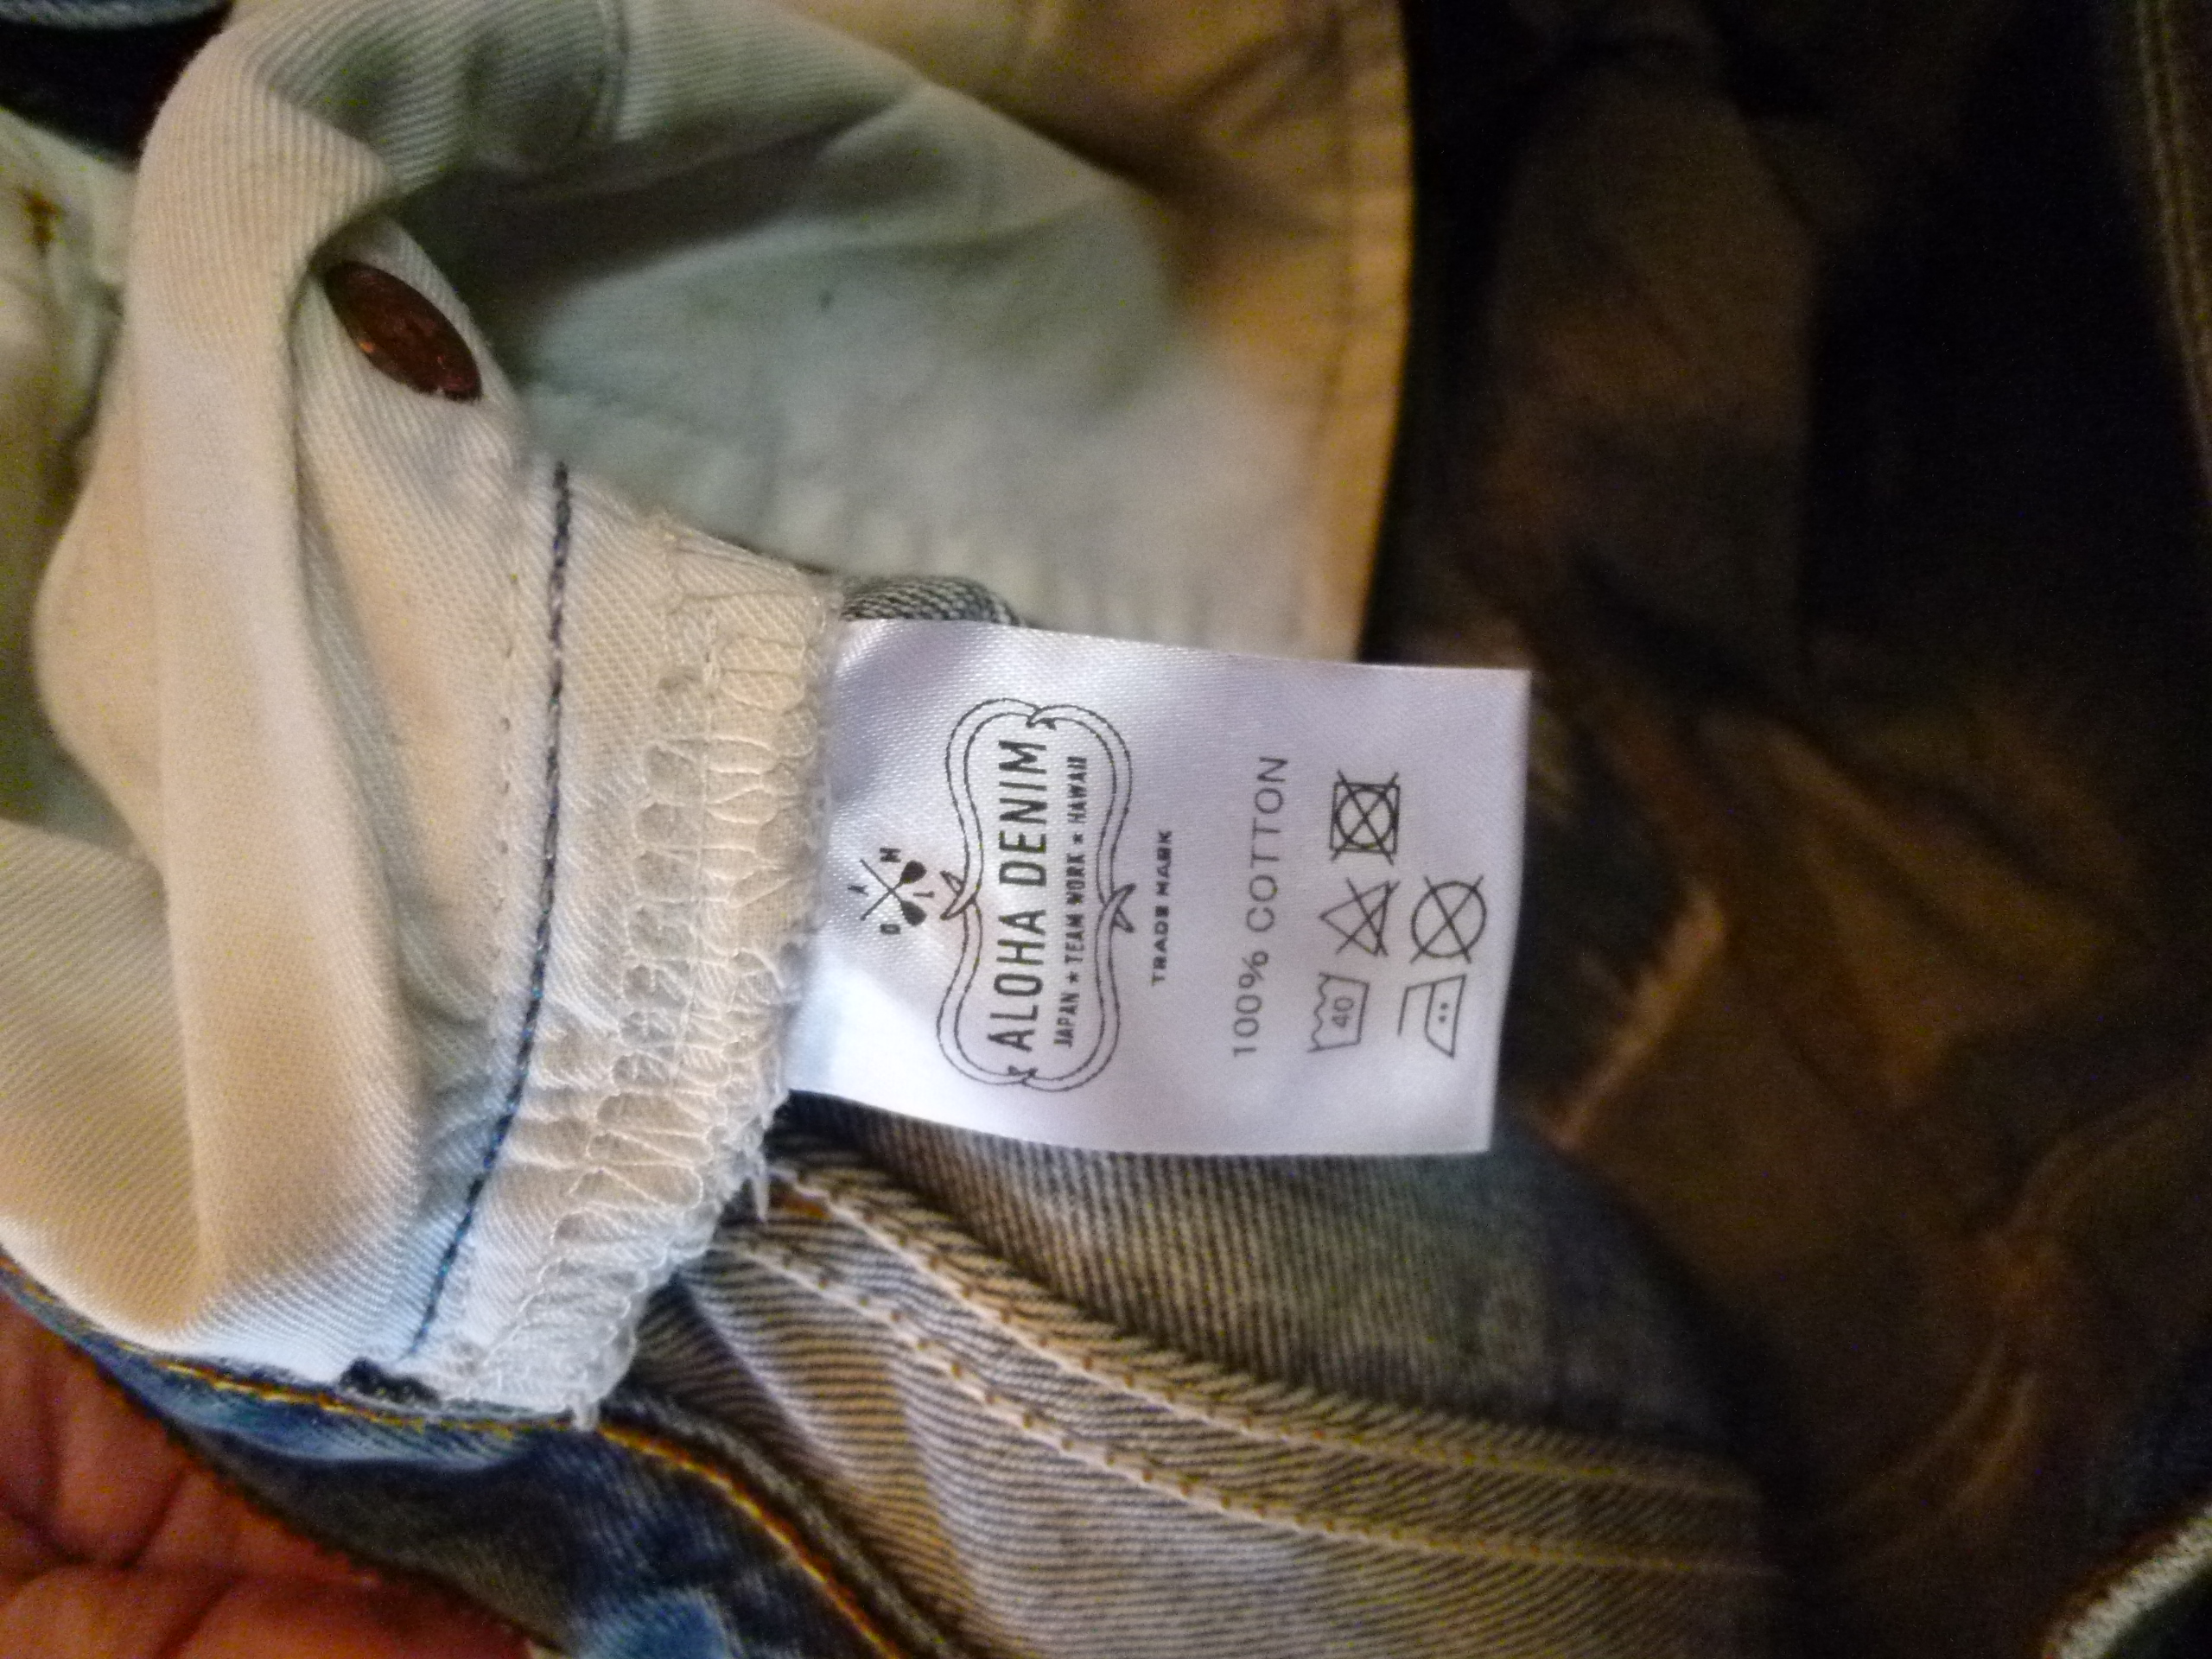 ALOHA DENIM
JAPAN ★ TEAM WORK ★ HAWAII
TRADE MARK
100% COTTON
40